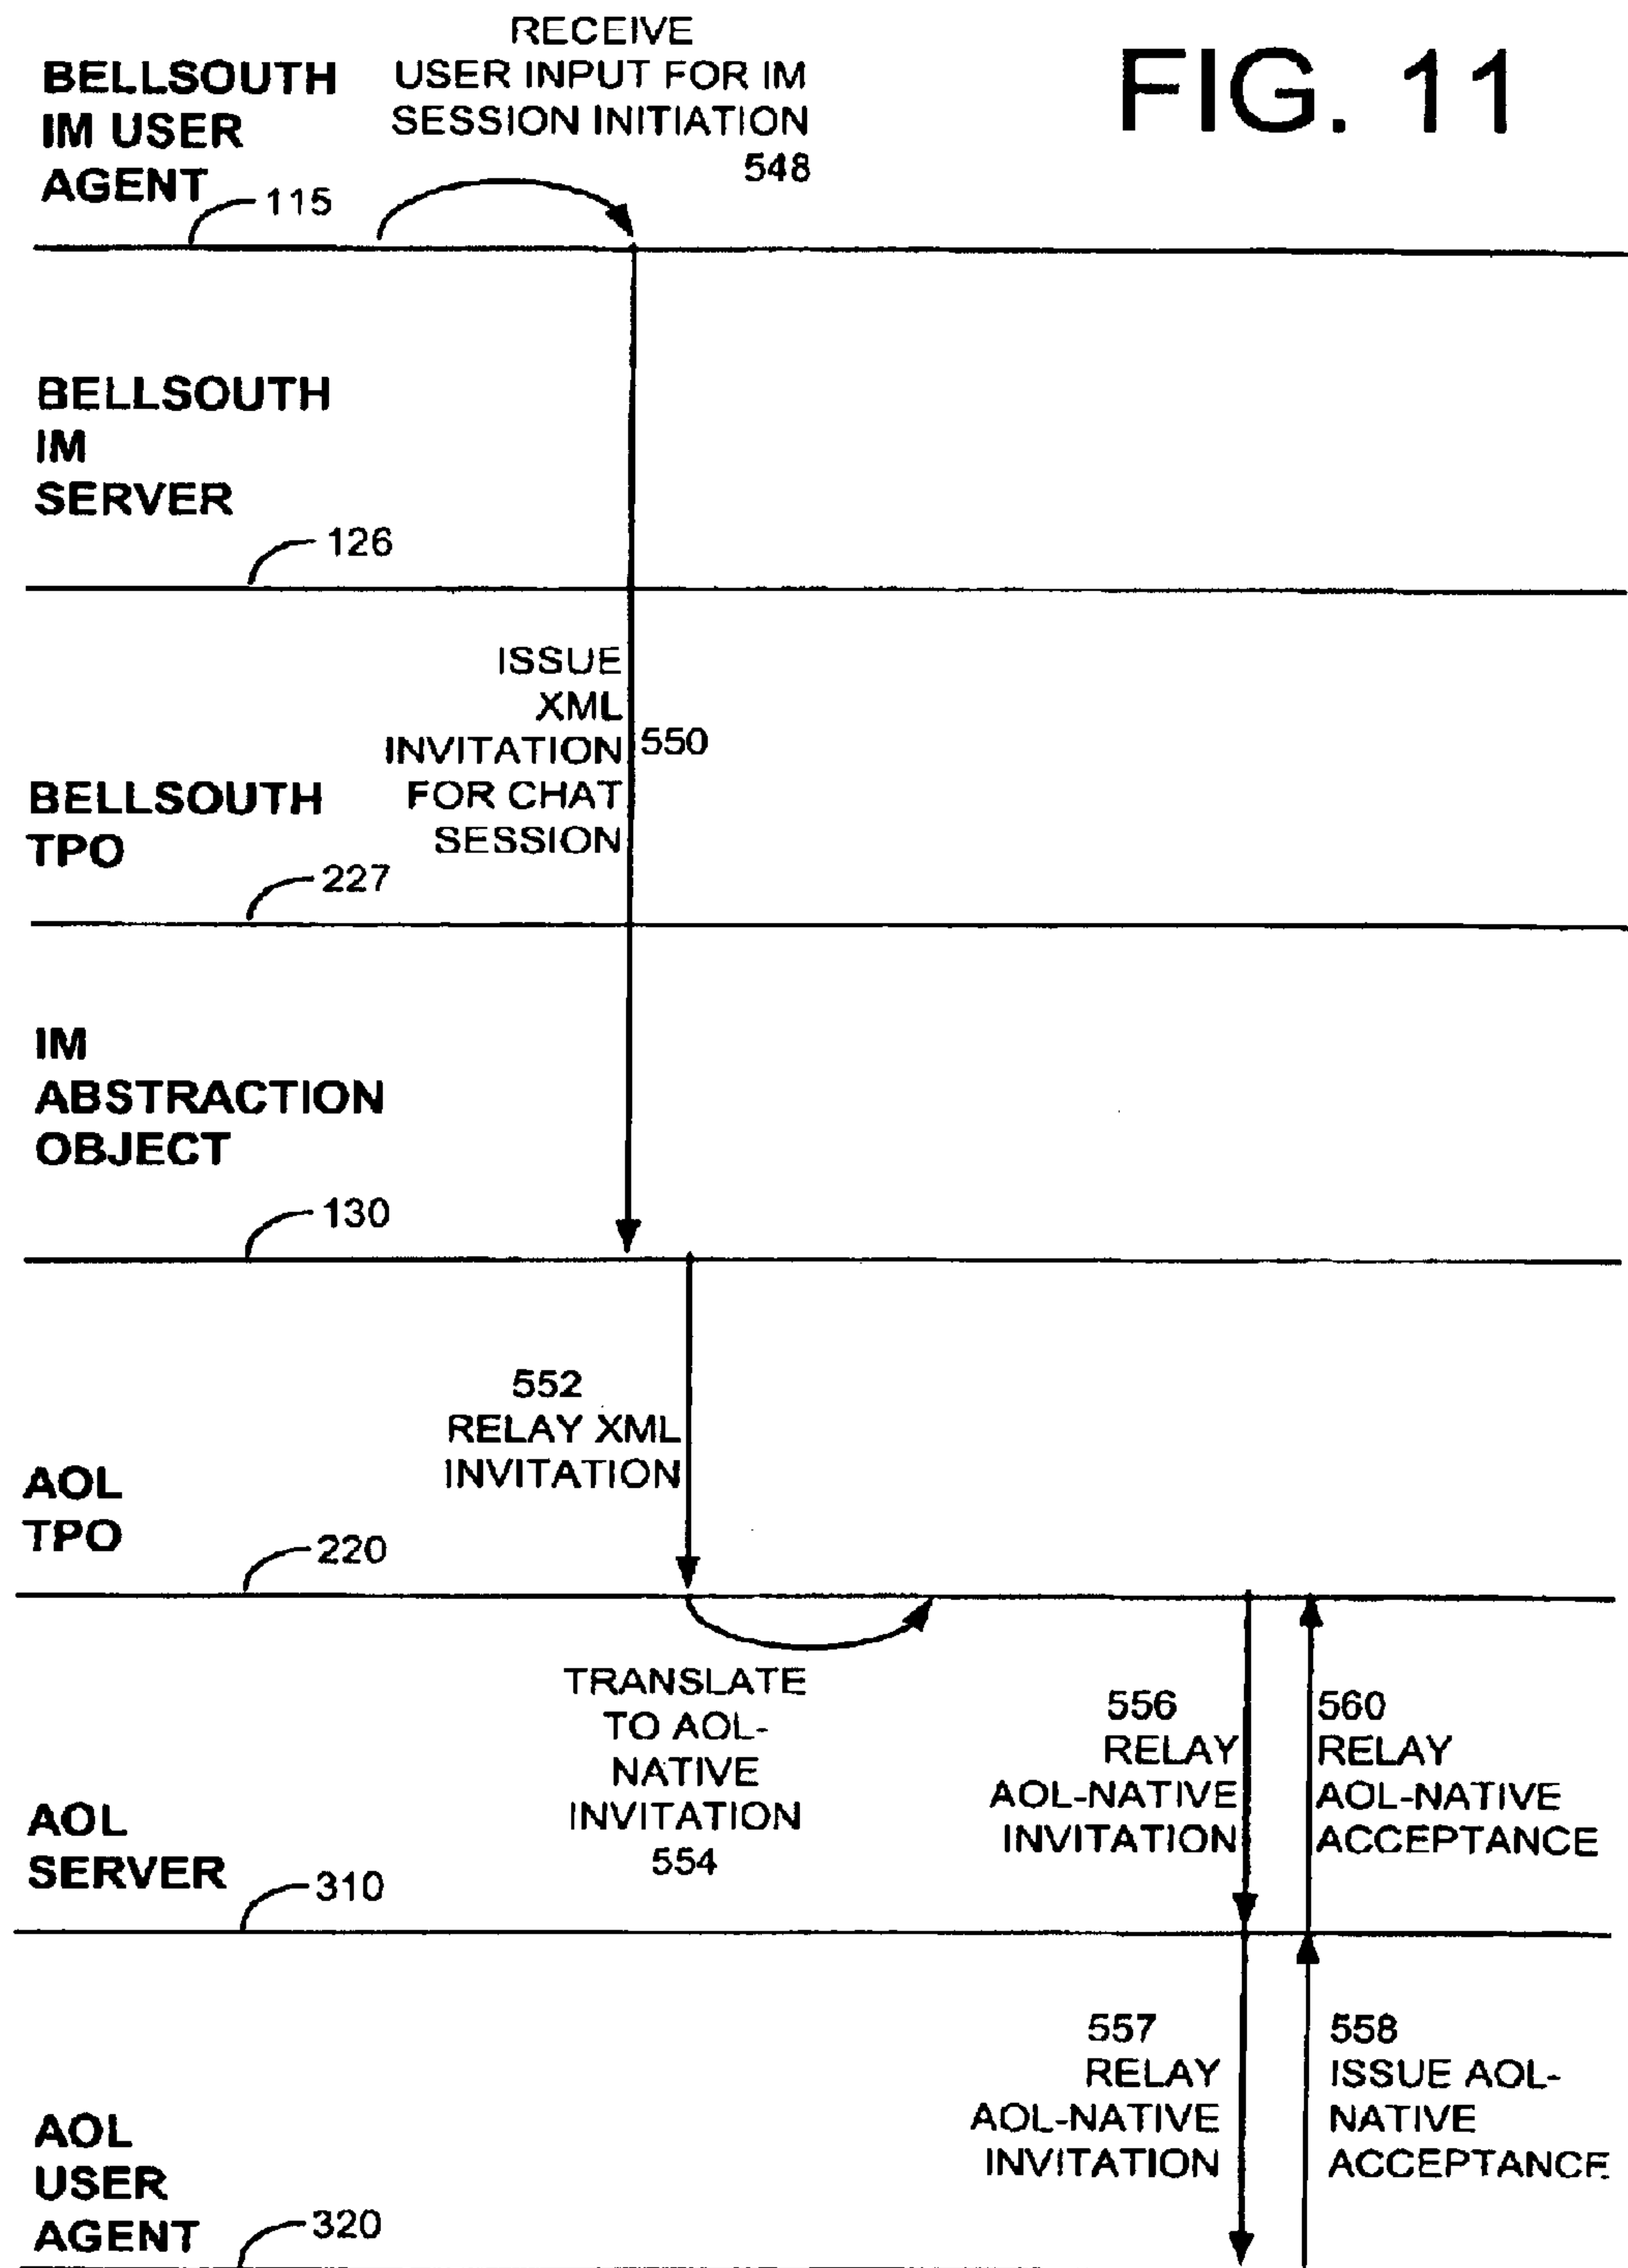 FIG. 11
BELLSOUTH
IM USER
AGENT
115
RECEIVE
USER INPUT FOR IM
SESSION INITIATION
548
BELLSOUTH
IM
SERVER
126
ISSUE
XML
INVITATION
FOR CHAT
SESSION
550
BELLSOUTH
TPO
227
IM
ABSTRACTION
OBJECT
130
552
RELAY XML
INVITATION
AOL
TPO
220
TRANSLATE
TO AOL-
NATIVE
INVITATION
554
556
RELAY
AOL-NATIVE
INVITATION
560
RELAY
AOL-NATIVE
ACCEPTANCE
AOL
SERVER
310
557
RELAY
AOL-NATIVE
INVITATION
558
ISSUE AOL-
NATIVE
ACCEPTANCE
AOL
USER
AGENT
320